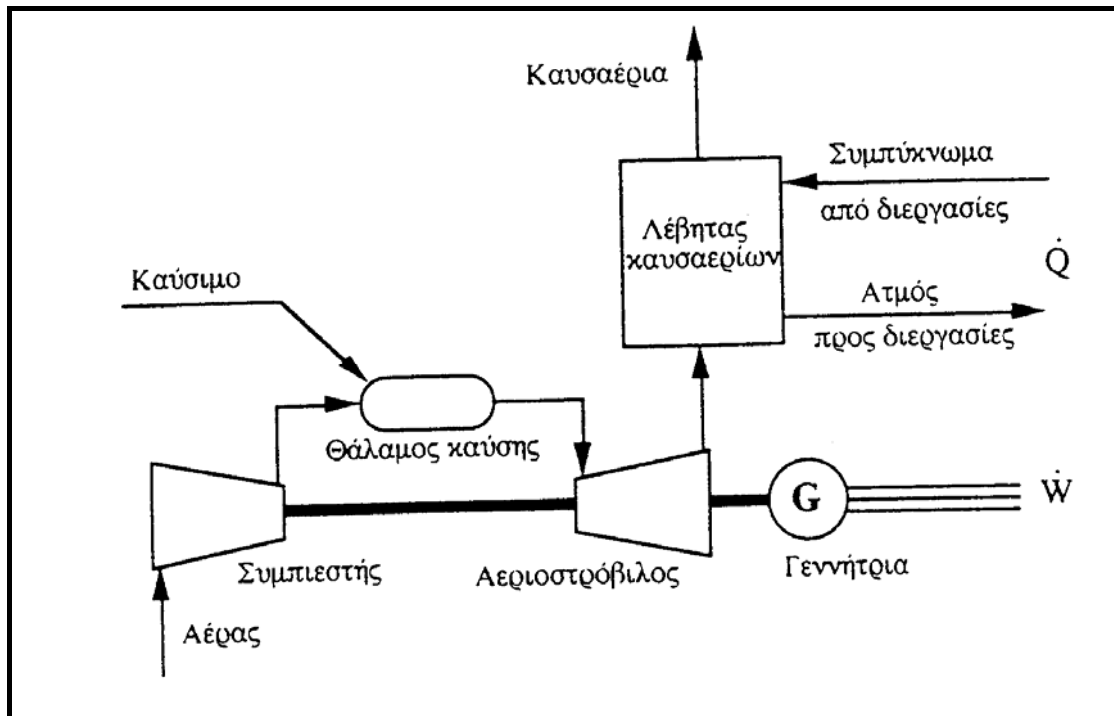 Καυσαέρια
Συμπύκνωμα
από διεργασίες
Λέβητας
καυσαερίων
Q̇
Καύσιμο
Ατμός
προς διεργασίες
Θάλαμος καύσης
G
Ẇ
Συμπιεστής
Αεριοστρόβιλος
Γεννήτρια
Αέρας